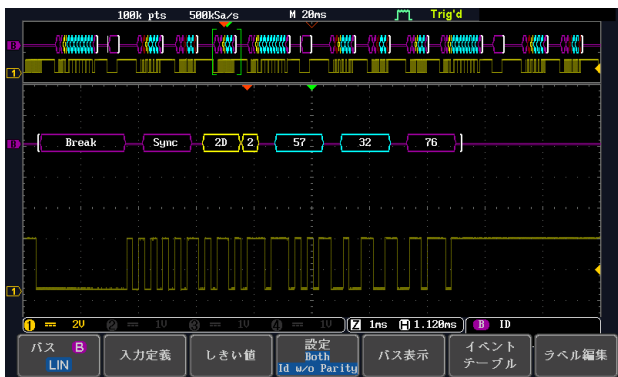 100k pts 500kSa/s M 20ms Trig'd
B
1
B Break Sync 2D 2 57 32 76
1
1 2V 2 1V 3 1V 4 1V Z 1ms H 1.120ms B ID
バス B LIN
入力定義
しきい値
設定 Both Id w/o Parity
バス表示
イベント テーブル
ラベル編集